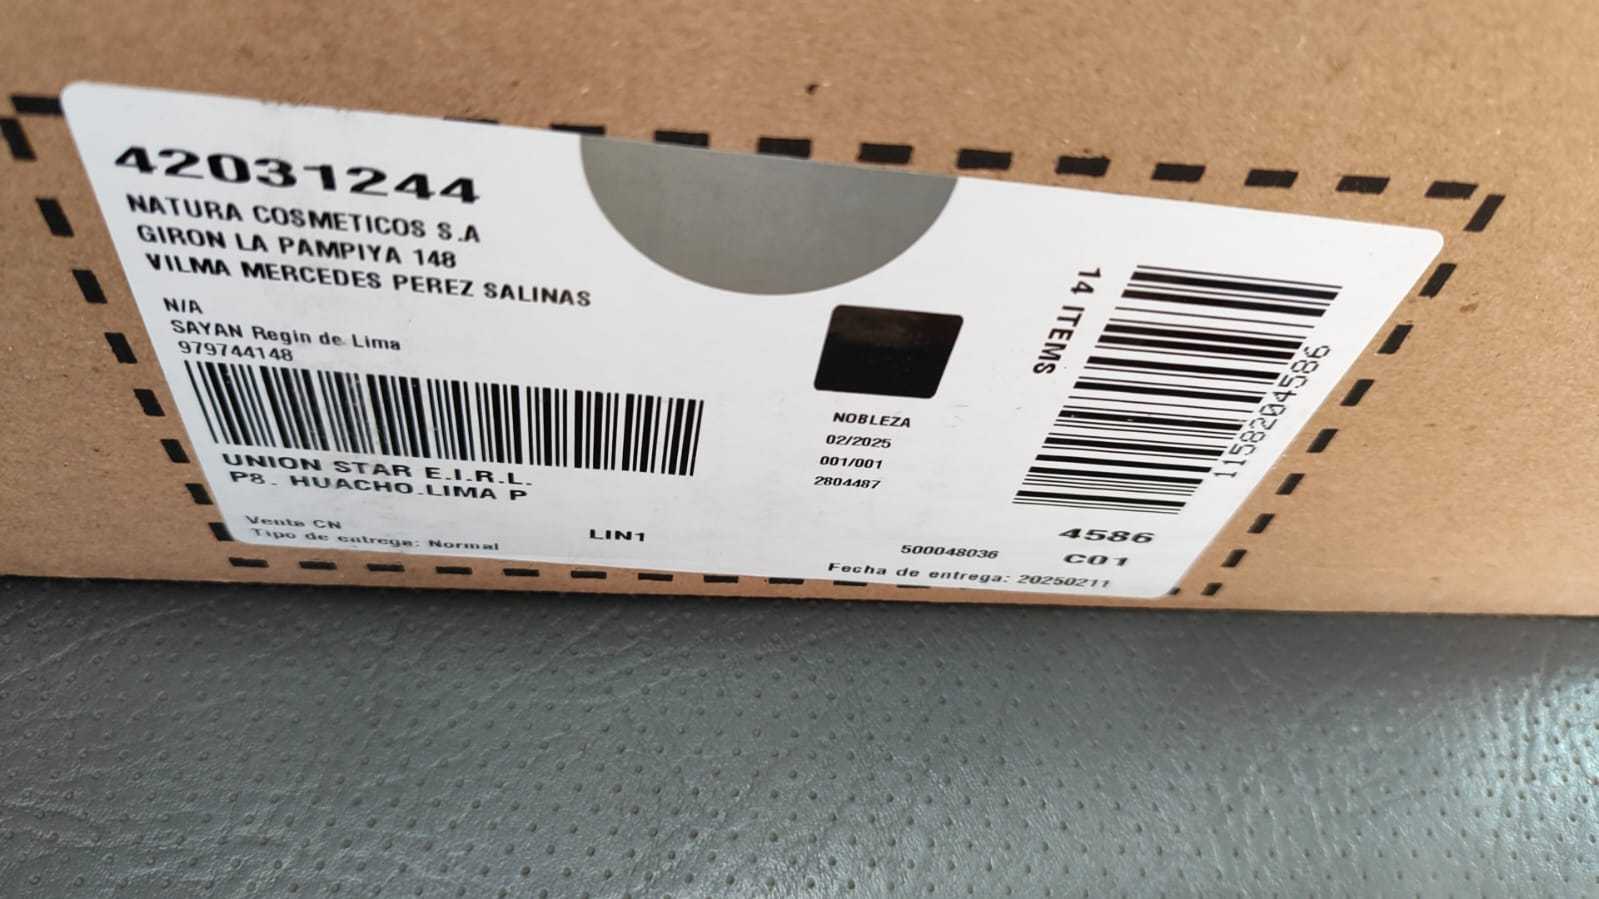 42031244
NATURA COSMETICOS S.A
GIRON LA PAMPIYA 148
VILMA MERCEDES PEREZ SALINAS
N/A
SAYAN Regin de Lima
979744148
UNION STAR E.I.R.L.
P8. HUACHO.LIMA P
Venta CN
Tipo de entrega: Normal
LIN1
NOBLEZA
02/2025
001/001
2804487
14 ITEMS
1158204586
4586
500048036
C01
Fecha de entrega: 20250211